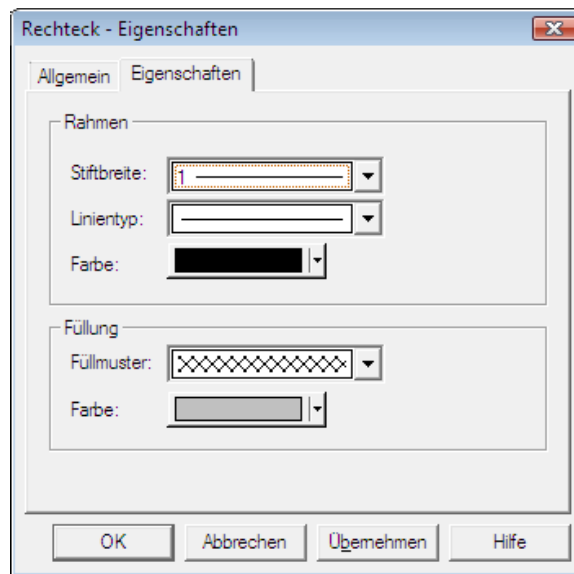 Rechteck - Eigenschaften
Allgemein Eigenschaften
Rahmen
Stiftbreite: 1
Linientyp:
Farbe:
Füllung
Füllmuster:
Farbe:
OK Abbrechen Übernehmen Hilfe